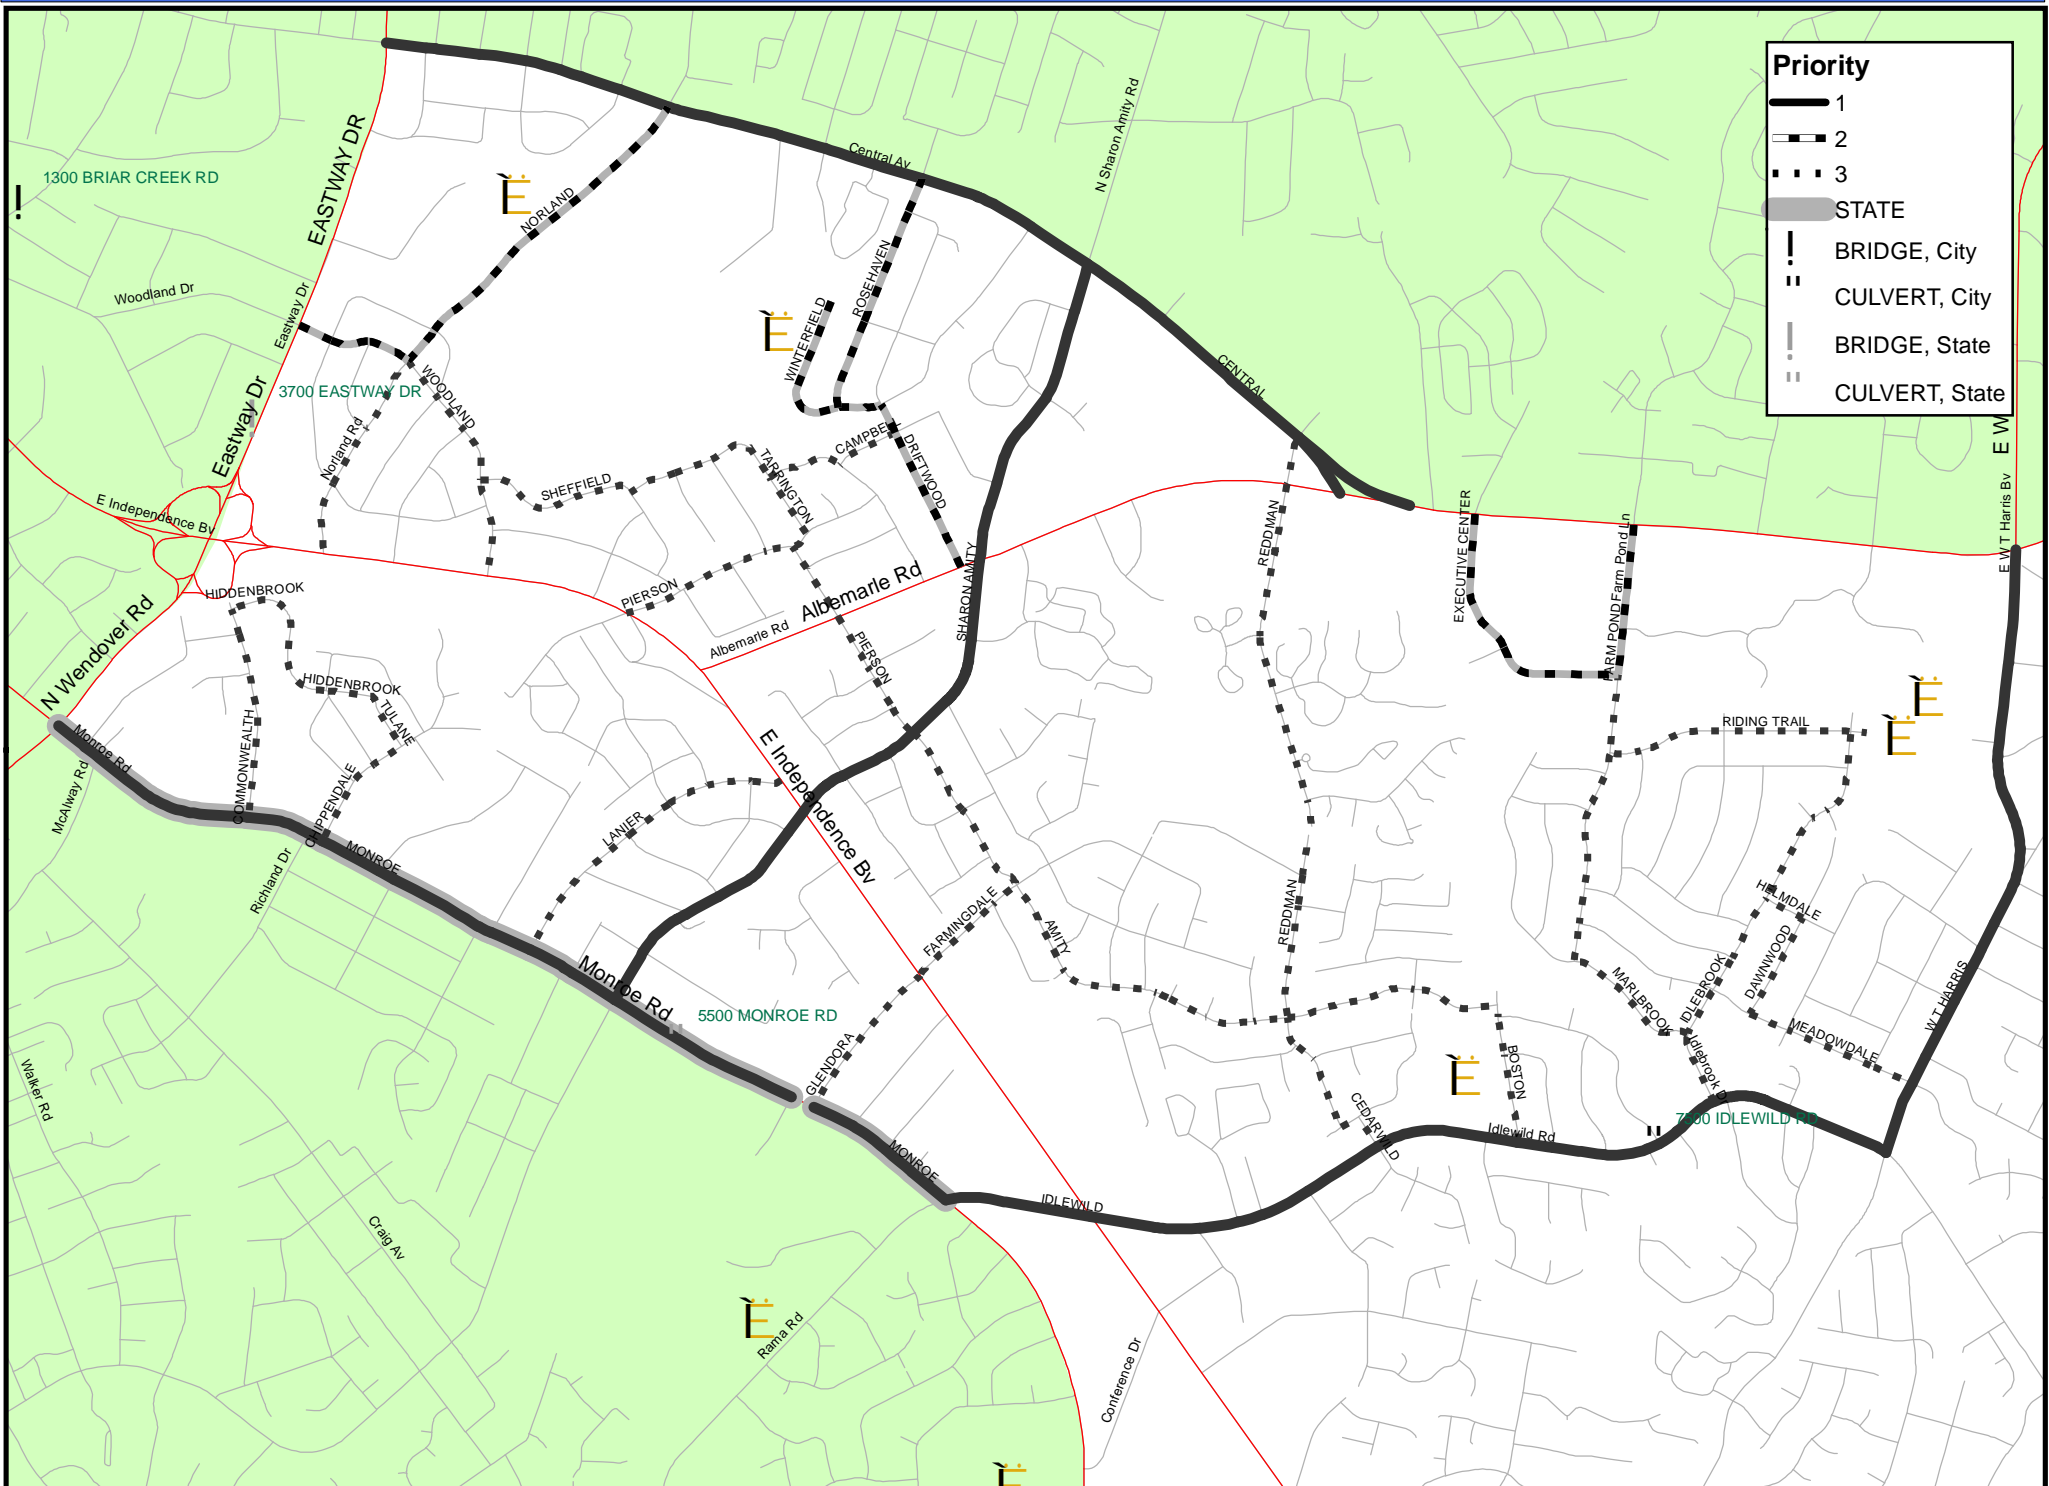 Priority
1
2
3
STATE
BRIDGE, City
CULVERT, City
BRIDGE, State
CULVERT, State
1300 BRIAR CREEK RD
EASTWAY DR
N Sharon Amity Rd
Central Av
NORLAND
Woodland Dr
Eastway Dr
ROSEHAVEN
WINTERFIELD
CENTRAL
3700 EASTWAY DR
WOODLAND
Eastway Dr
Norland Rd
CAMPBELL
DRIFTWOOD
TARRINGTON
SHEFFIELD
E W
E W T Harris Bv
E Independence Bv
REDDMAN
EXECUTIVE CENTER
Farm Pond Ln
FARM POND
HIDDENBROOK
PIERSON
Albemarle Rd
SHARON AMITY
Albemarle Rd
PIERSON
N Wendover Rd
HIDDENBROOK
TULANE
COMMONWEALTH
Monroe Rd
McAlway Rd
CHIPPENDALE
RIDING TRAIL
E Independence Bv
LANIER
MONROE
Richland Dr
FARMINGDALE
AMITY
REDDMAN
HELMDALE
DAWNWOOD
IDLEBROOK
MARLBROOK
Monroe Rd
5500 MONROE RD
W T HARRIS
MEADOWDALE
Idlebrook Dr
GLENDORA
BOSTON
CEDARWILD
Walker Rd
7500 IDLEWILD RD
Idlewild Rd
MONROE
IDLEWILD
Craig Av
Rama Rd
Conference Dr